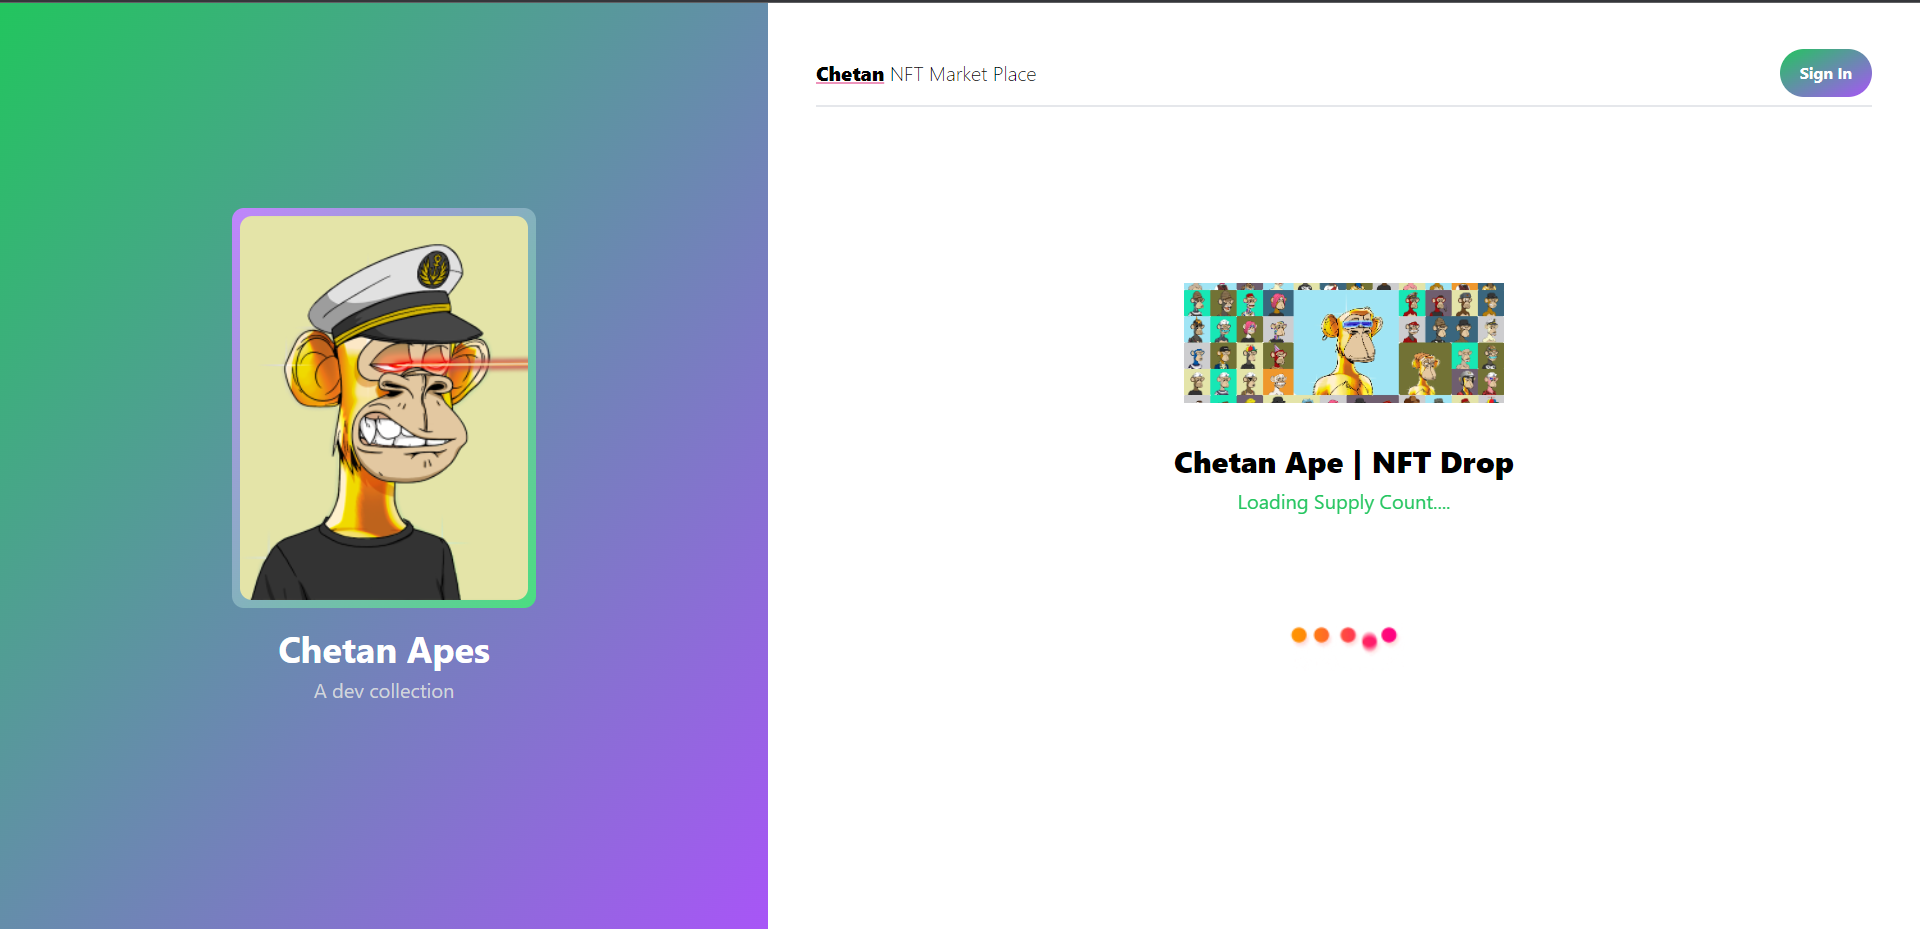 Chetan Apes
A dev collection
Chetan NFT Market Place
Sign In
Chetan Ape | NFT Drop
Loading Supply Count....